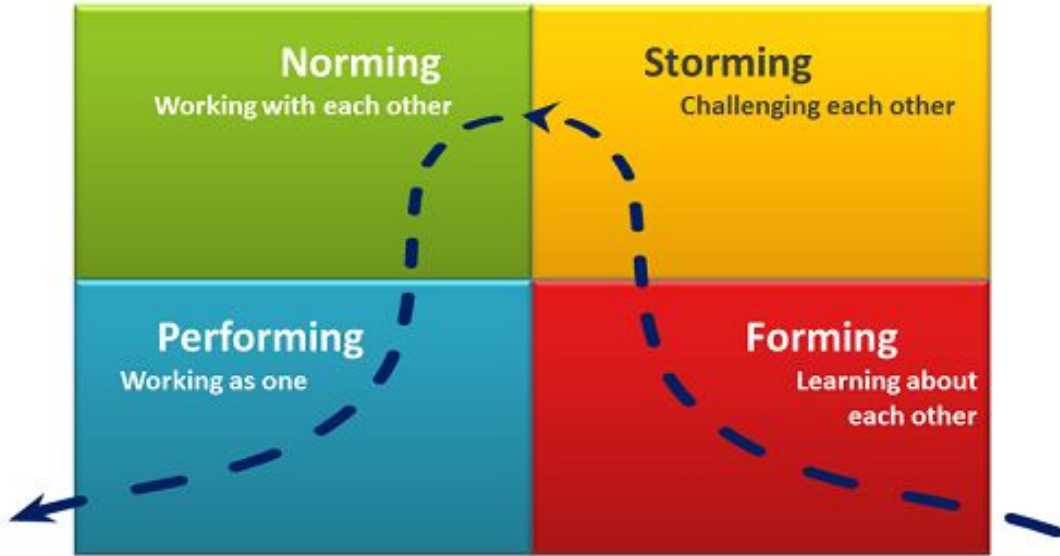 Norming
Working with each other
Storming
Challenging each other
Performing
Working as one
Forming
Learning about
each other